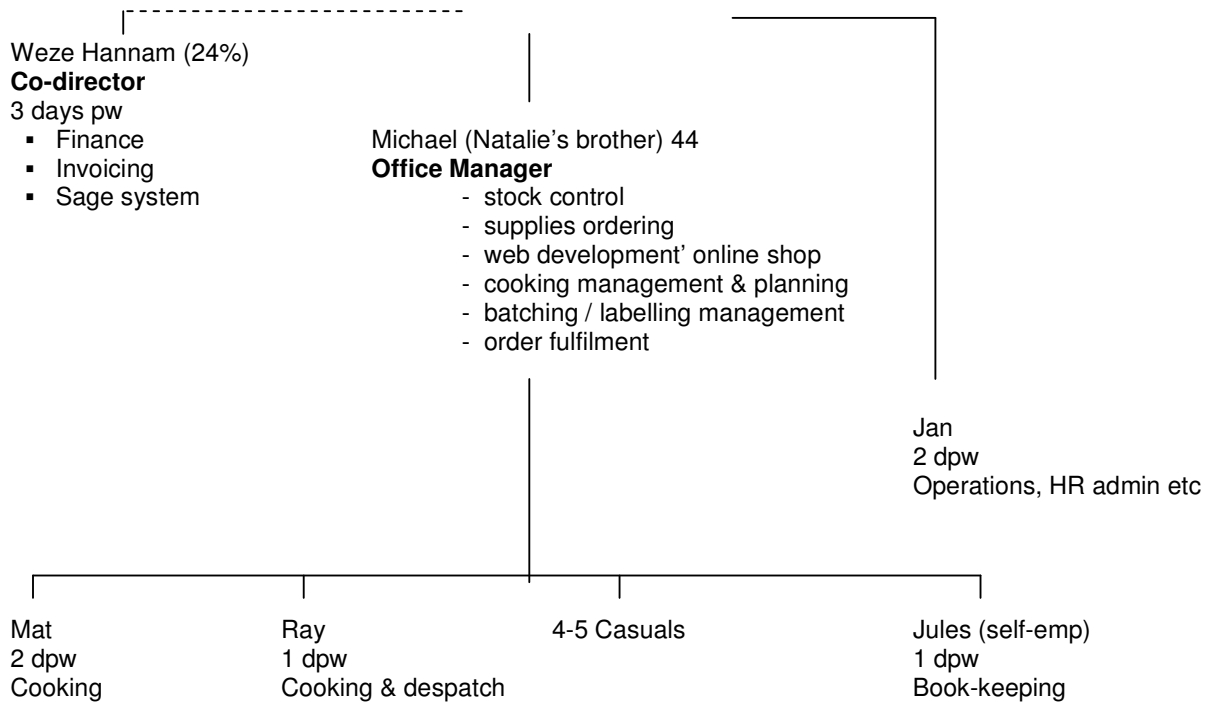 Weze Hannam (24%)
Co-director
3 days pw
▪ Finance
▪ Invoicing
▪ Sage system
Michael (Natalie's brother) 44
Office Manager
- stock control
- supplies ordering
- web development' online shop
- cooking management & planning
- batching / labelling management
- order fulfilment
Jan
2 dpw
Operations, HR admin etc
Mat
2 dpw
Cooking
Ray
1 dpw
Cooking & despatch
4-5 Casuals
Jules (self-emp)
1 dpw
Book-keeping